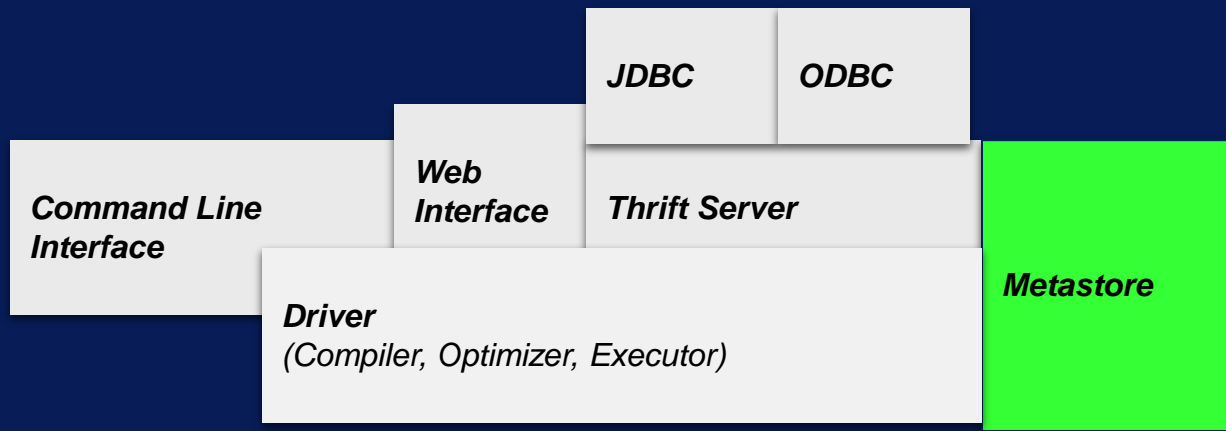 JDBC
ODBC
Command Line
Interface
Web
Interface
Thrift Server
Metastore
Driver
(Compiler, Optimizer, Executor)